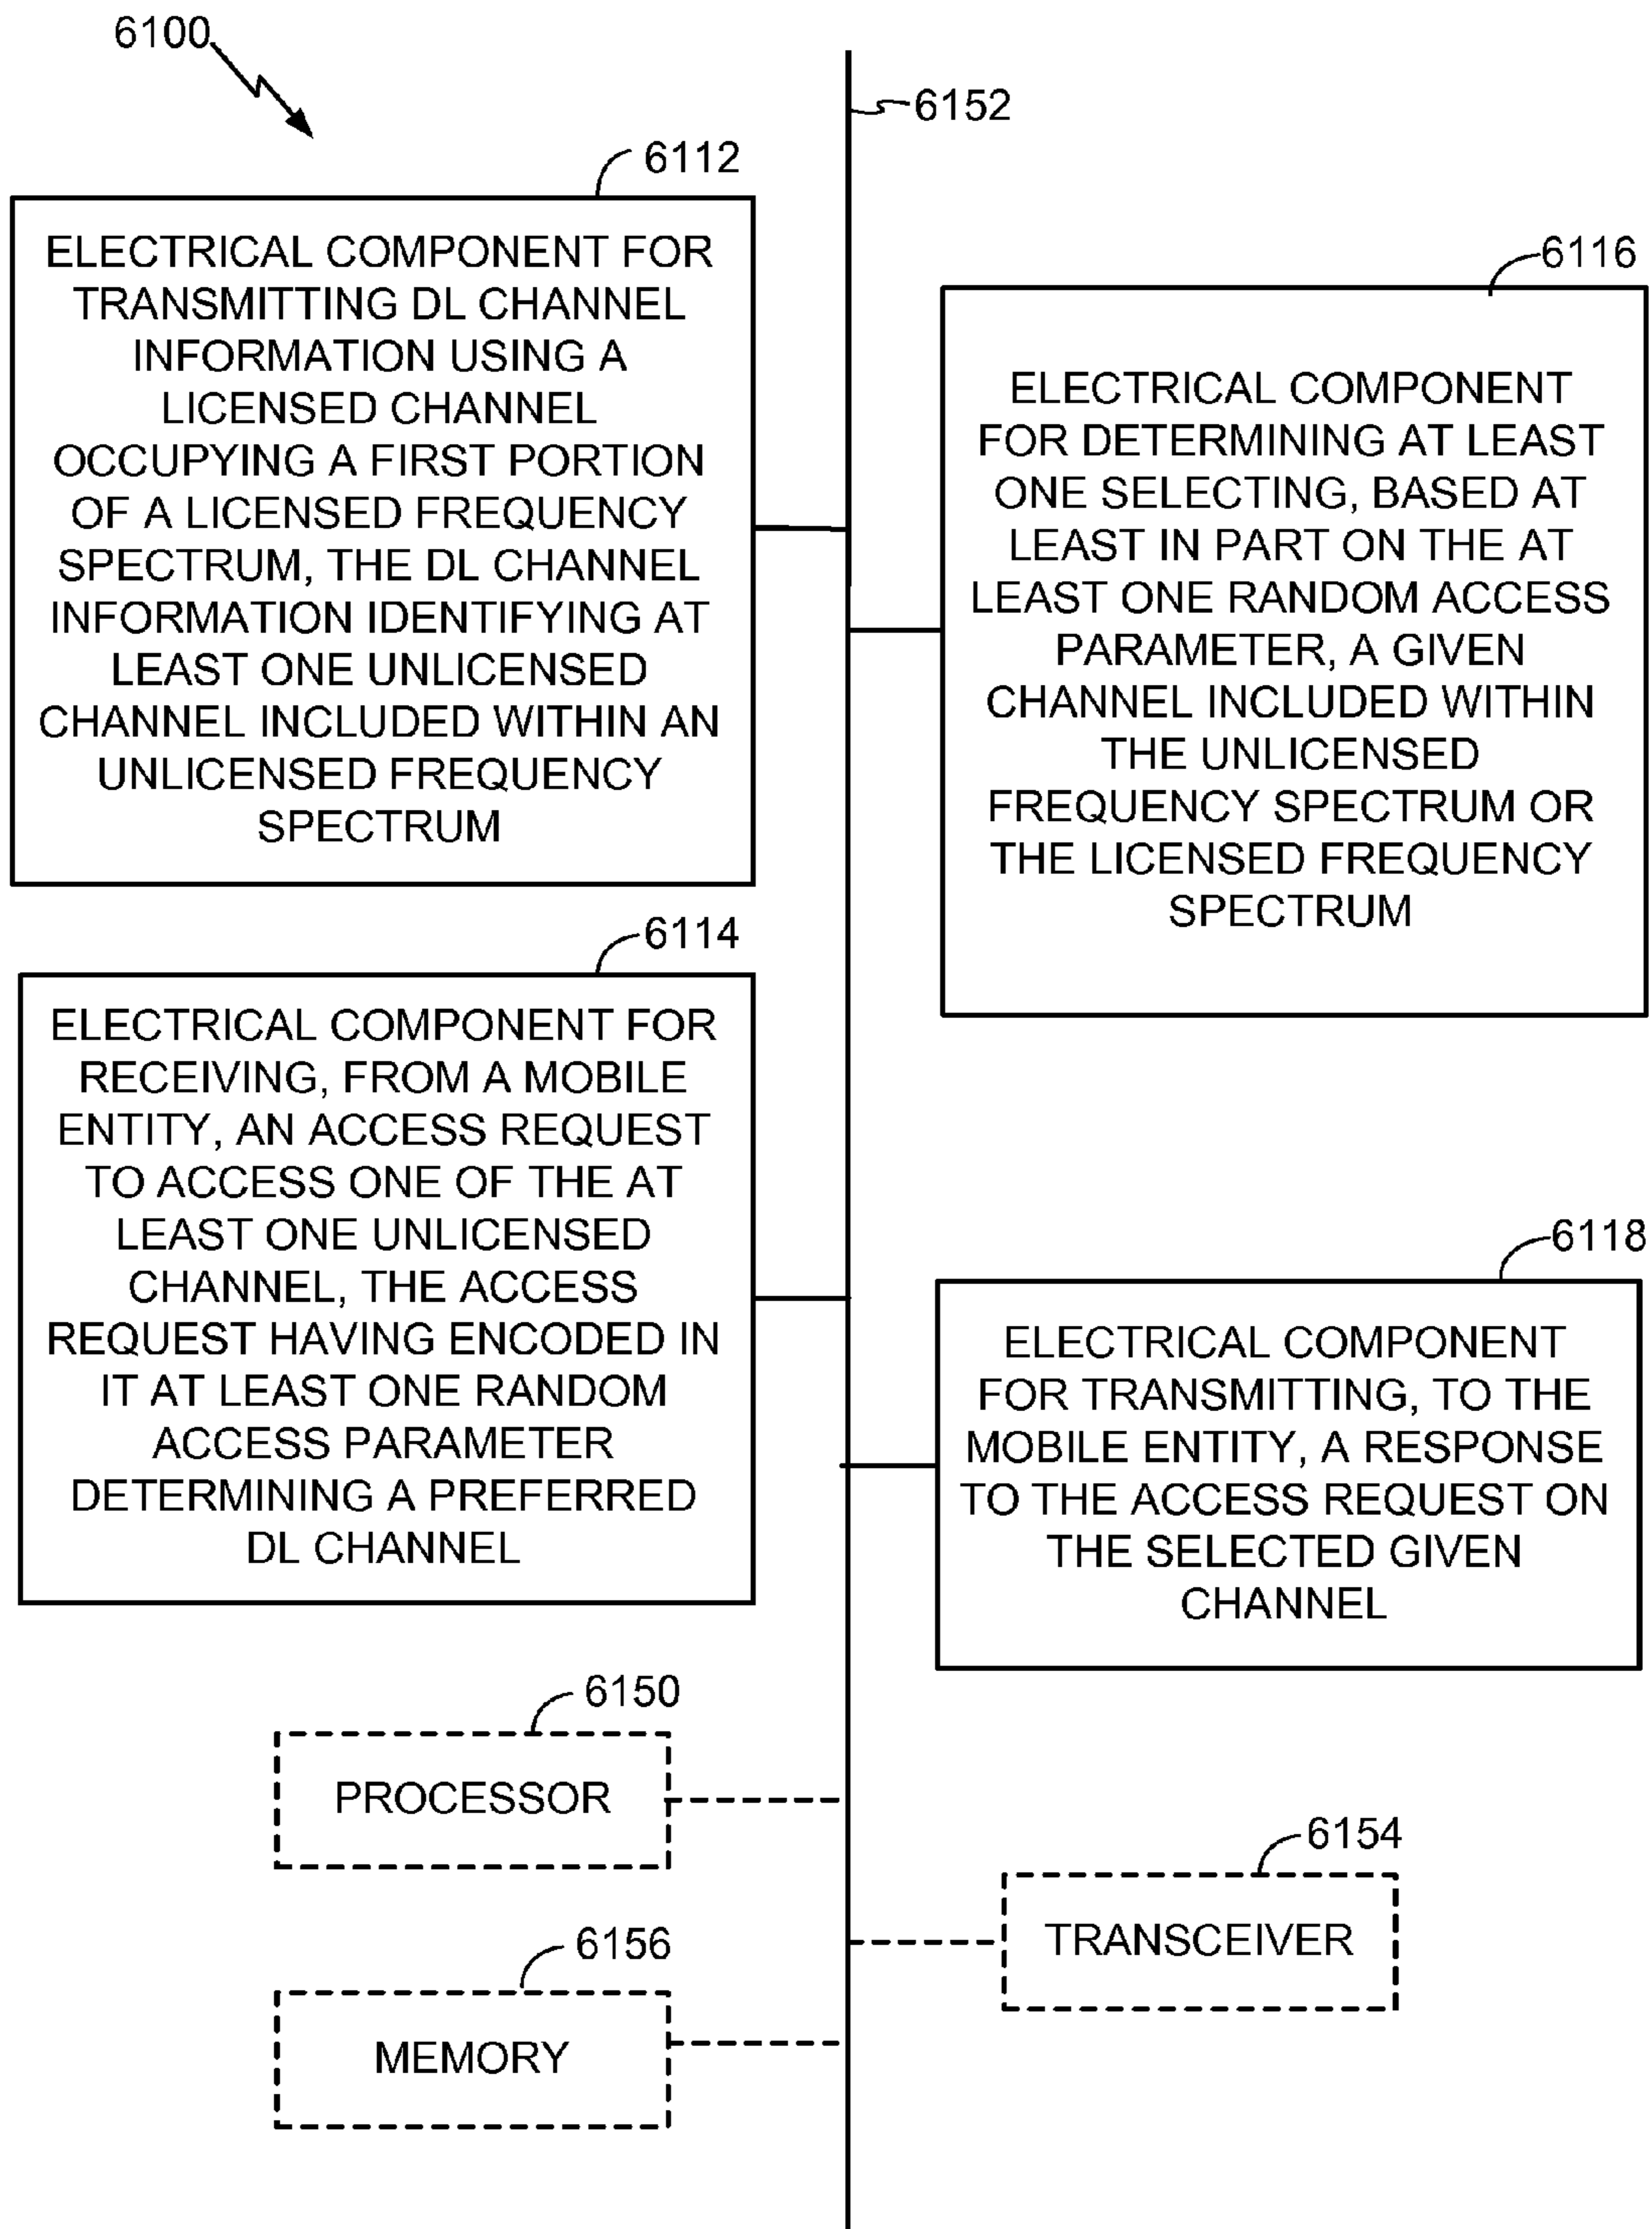 6100
6152
6112
ELECTRICAL COMPONENT FOR
TRANSMITTING DL CHANNEL
INFORMATION USING A
LICENSED CHANNEL
OCCUPYING A FIRST PORTION
OF A LICENSED FREQUENCY
SPECTRUM, THE DL CHANNEL
INFORMATION IDENTIFYING AT
LEAST ONE UNLICENSED
CHANNEL INCLUDED WITHIN AN
UNLICENSED FREQUENCY
SPECTRUM
6116
ELECTRICAL COMPONENT
FOR DETERMINING AT LEAST
ONE SELECTING, BASED AT
LEAST IN PART ON THE AT
LEAST ONE RANDOM ACCESS
PARAMETER, A GIVEN
CHANNEL INCLUDED WITHIN
THE UNLICENSED
FREQUENCY SPECTRUM OR
THE LICENSED FREQUENCY
SPECTRUM
6114
ELECTRICAL COMPONENT FOR
RECEIVING, FROM A MOBILE
ENTITY, AN ACCESS REQUEST
TO ACCESS ONE OF THE AT
LEAST ONE UNLICENSED
CHANNEL, THE ACCESS
REQUEST HAVING ENCODED IN
IT AT LEAST ONE RANDOM
ACCESS PARAMETER
DETERMINING A PREFERRED
DL CHANNEL
6118
ELECTRICAL COMPONENT
FOR TRANSMITTING, TO THE
MOBILE ENTITY, A RESPONSE
TO THE ACCESS REQUEST ON
THE SELECTED GIVEN
CHANNEL
6150
PROCESSOR
6154
TRANSCEIVER
6156
MEMORY